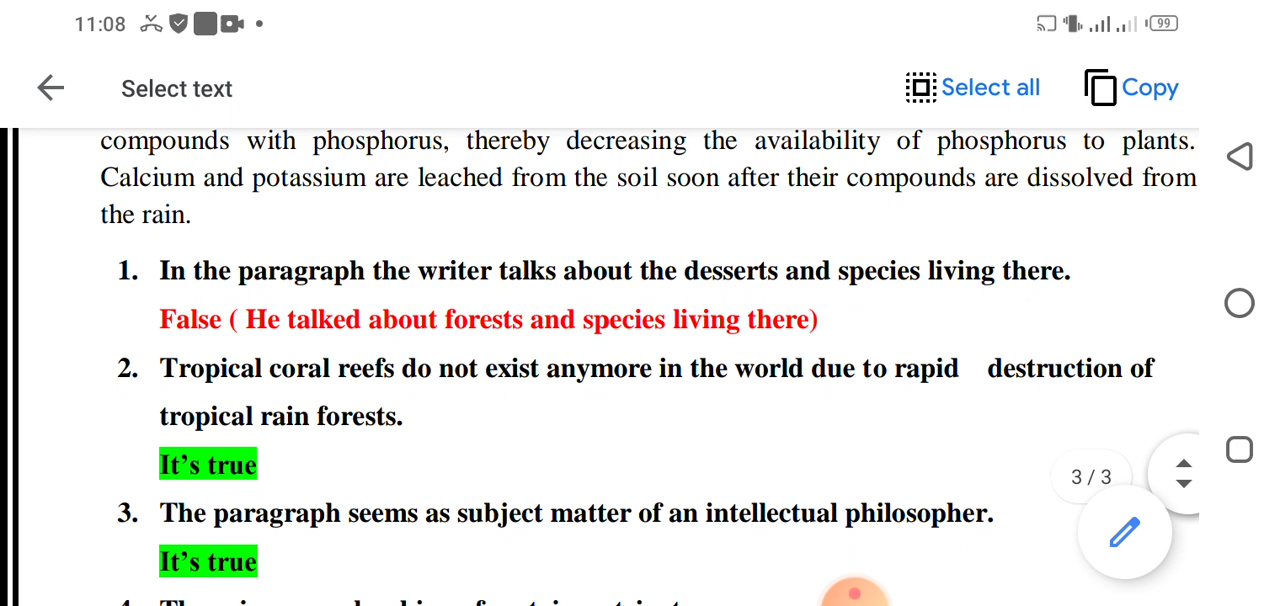 11:08
99
Select text
Select all
Copy
compounds with phosphorus, thereby decreasing the availability of phosphorus to plants.
Calcium and potassium are leached from the soil soon after their compounds are dissolved from
the rain.
1. In the paragraph the writer talks about the desserts and species living there.
False ( He talked about forests and species living there)
2. Tropical coral reefs do not exist anymore in the world due to rapid destruction of
tropical rain forests.
It’s true
3 / 3
3. The paragraph seems as subject matter of an intellectual philosopher.
It’s true